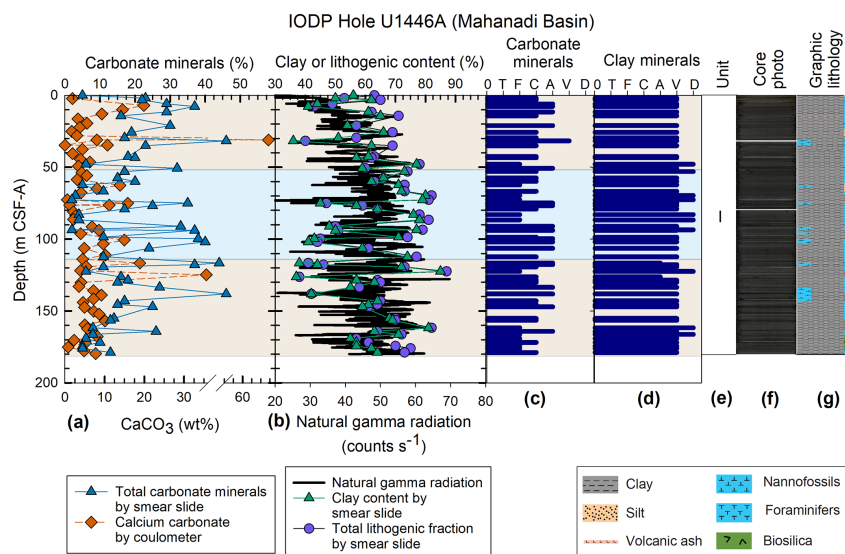 IODP Hole U1446A (Mahanadi Basin)
Carbonate minerals (%)
0 10 20 30 40 50 60
Clay or lithogenic content (%)
30 40 50 60 70 80 90 100
Carbonate minerals
0 T F C A V D
Clay minerals
0 T F C A V D
Unit
Core photo
Graphic lithology
Depth (m CSF-A)
0
50
100
150
200
I
0 10 20 30 60
CaCO3 (wt%)
20 30 40 50 60 70 80
Natural gamma radiation
(counts s-1)
(a)
(b)
(c)
(d)
(e)
(f)
(g)
Total carbonate minerals
by smear slide
Calcium carbonate
by coulometer
Natural gamma radiation
Clay content by
smear slide
Total lithogenic fraction
by smear slide
Clay
Silt
Volcanic ash
Nannofossils
Foraminifers
Biosilica